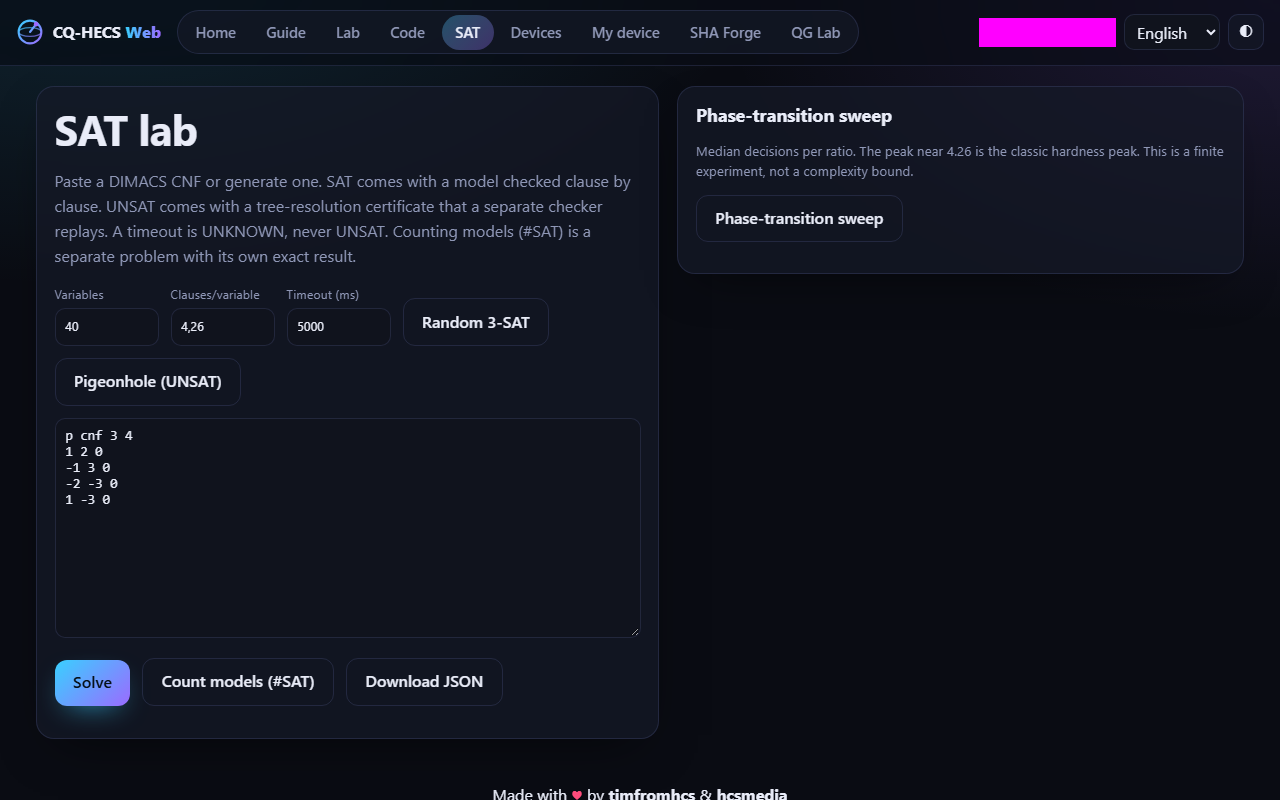 CQ-HECS Web
Home Guide Lab Code SAT Devices My device SHA Forge QG Lab
English
SAT lab
Paste a DIMACS CNF or generate one. SAT comes with a model checked clause by
clause. UNSAT comes with a tree-resolution certificate that a separate checker
replays. A timeout is UNKNOWN, never UNSAT. Counting models (#SAT) is a
separate problem with its own exact result.
Variables Clauses/variable Timeout (ms)
40 4,26 5000 Random 3-SAT
Pigeonhole (UNSAT)
p cnf 3 4
1 2 0
-1 3 0
-2 -3 0
1 -3 0
Solve Count models (#SAT) Download JSON
Phase-transition sweep
Median decisions per ratio. The peak near 4.26 is the classic hardness peak. This is a finite
experiment, not a complexity bound.
Phase-transition sweep
Made with ♥ by timfromhcs & hcsmedia